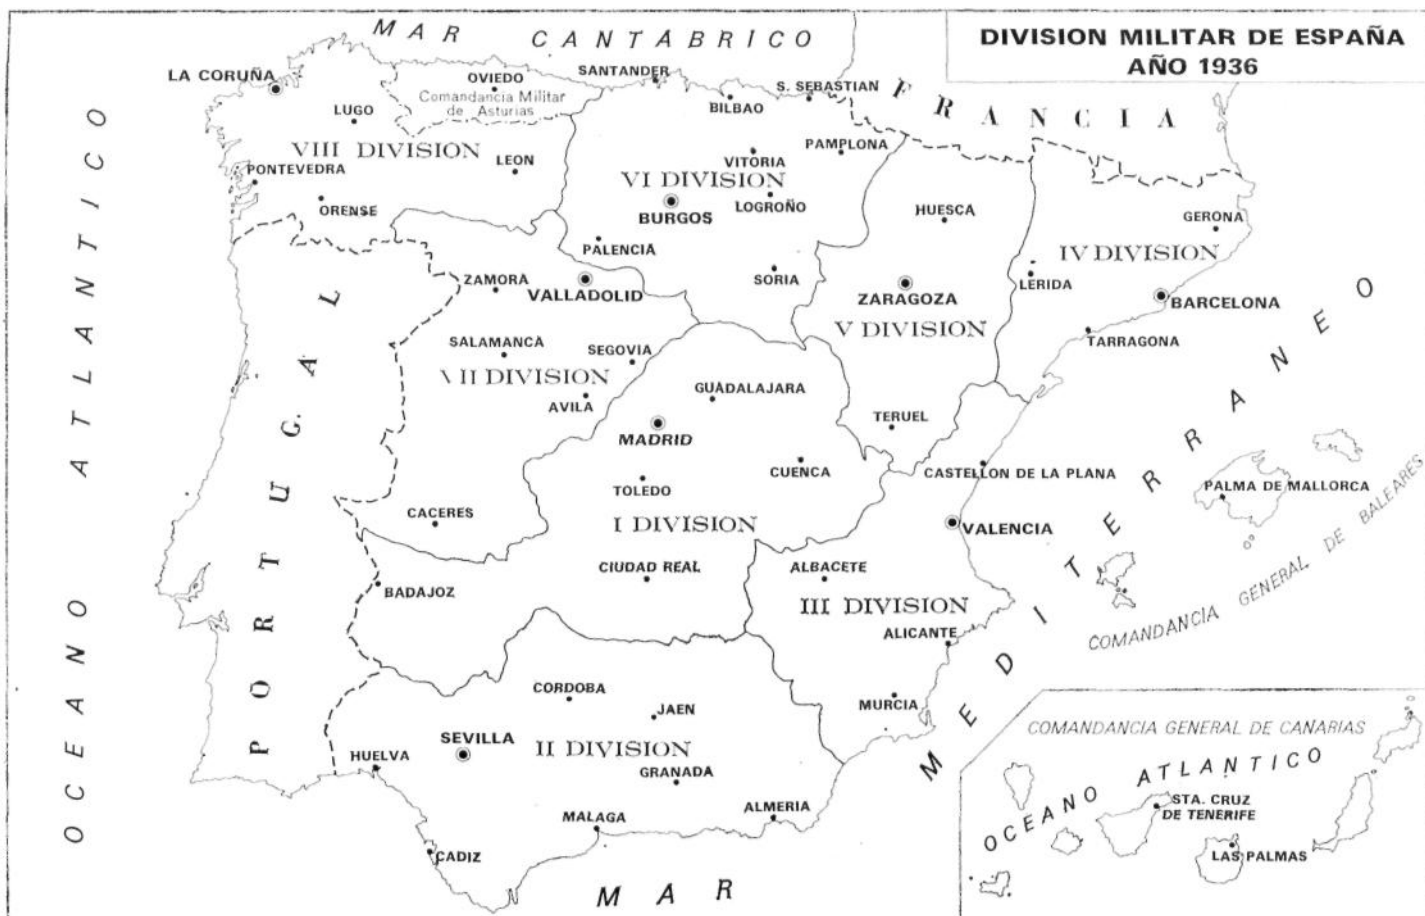 DIVISION MILITAR DE ESPAÑA
AÑO 1936
MAR CANTABRICO
FRANCIA
OCEANO ATLANTICO
PORTUGAL
LA CORUÑA
OVIEDO
Comandancia Militar
de Asturias
SANTANDER
BILBAO
S. SEBASTIAN
LUGO
VIII DIVISION
PONTEVEDRA
ORENSE
LEON
VITORIA
PAMPLONA
VI DIVISION
BURGOS
LOGROÑO
PALENCIA
SORIA
HUESCA
GERONA
IV DIVISION
LERIDA
BARCELONA
TARRAGONA
ZARAGOZA
V DIVISION
TERUEL
ZAMORA
VALLADOLID
SALAMANCA
SEGOVIA
VII DIVISION
AVILA
CACERES
GUADALAJARA
MADRID
CUENCA
TOLEDO
I DIVISION
CIUDAD REAL
BADAJOZ
CASTELLON DE LA PLANA
VALENCIA
ALBACETE
III DIVISION
ALICANTE
MURCIA
PALMA DE MALLORCA
COMANDANCIA GENERAL DE BALEARES
CORDOBA
JAEN
SEVILLA
II DIVISION
HUELVA
GRANADA
MALAGA
ALMERIA
CADIZ
MAR MEDITERRANEO
COMANDANCIA GENERAL DE CANARIAS
OCEANO ATLANTICO
STA. CRUZ
DE TENERIFE
LAS PALMAS